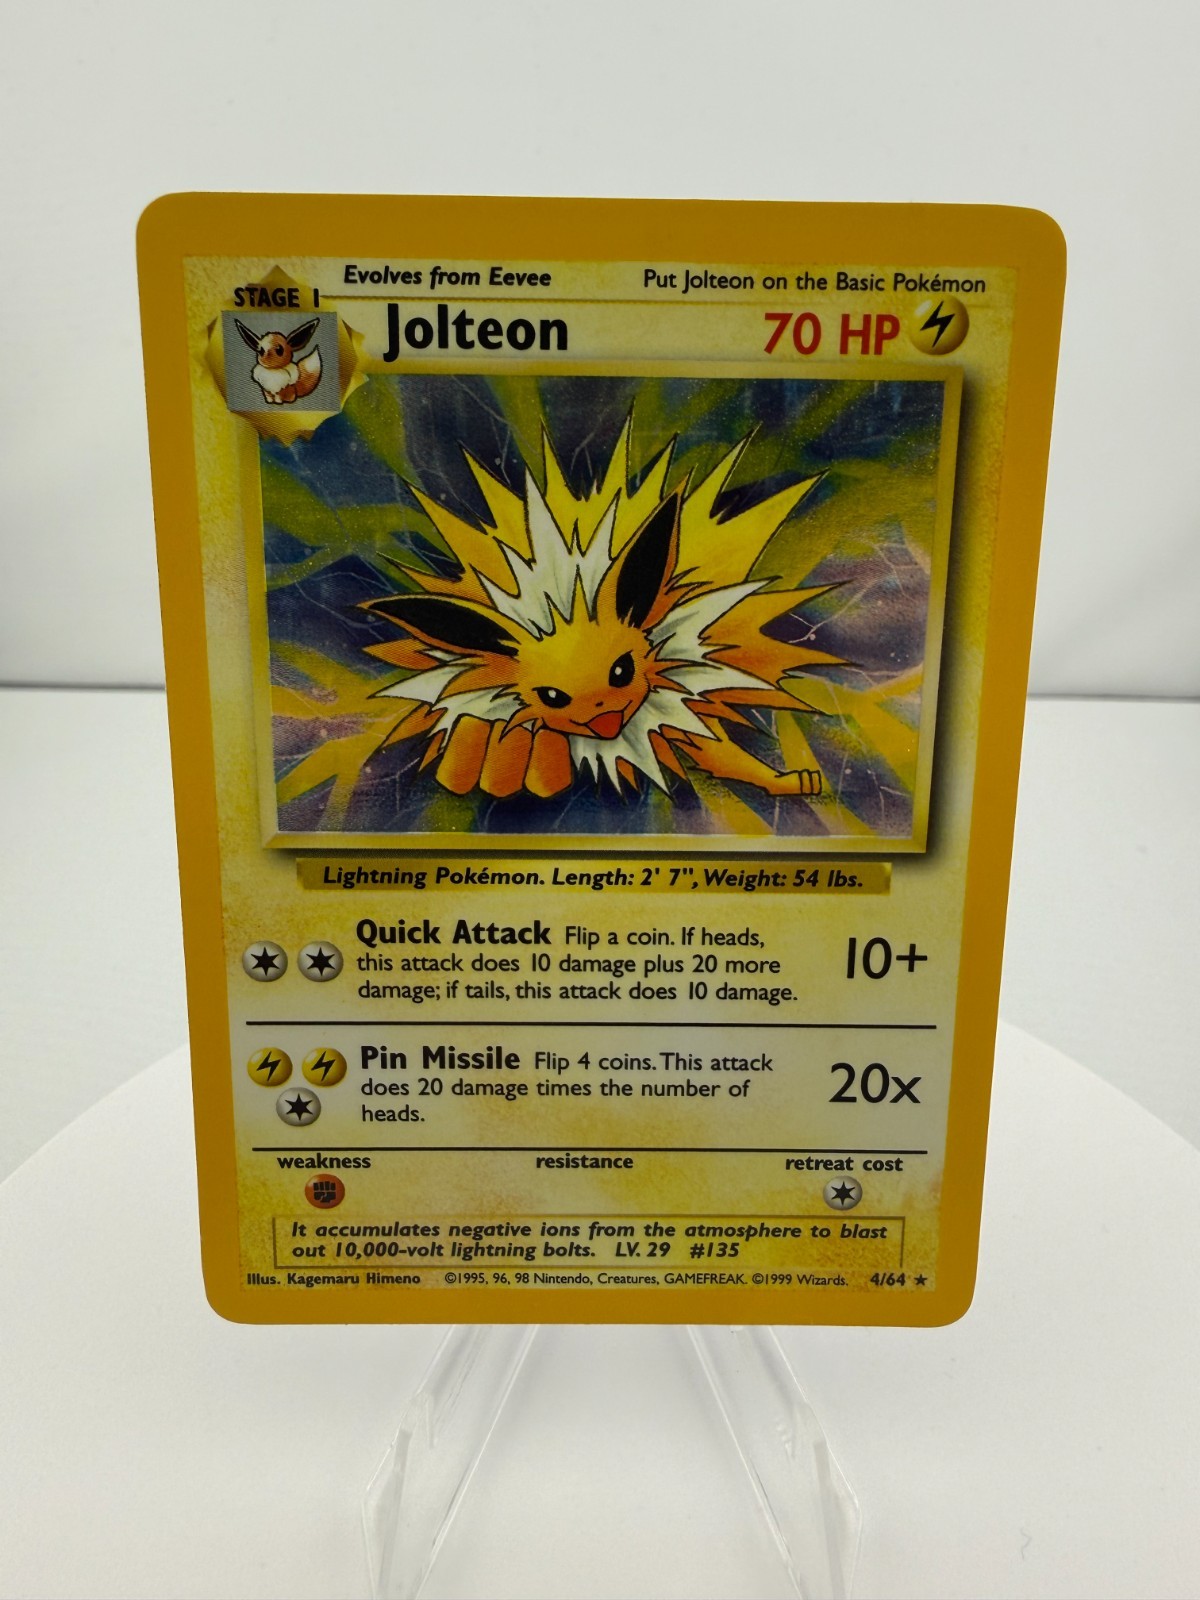 Evolves from Eevee Put Jolteon on the Basic Pokémon
STAGE 1
Jolteon 70 HP
Lightning Pokémon. Length: 2' 7", Weight: 54 lbs.
Quick Attack Flip a coin. If heads,
this attack does 10 damage plus 20 more
damage; if tails, this attack does 10 damage.
10+
Pin Missile Flip 4 coins. This attack
does 20 damage times the number of
heads.
20x
weakness resistance retreat cost
It accumulates negative ions from the atmosphere to blast
out 10,000-volt lightning bolts. LV. 29 #135
Illus. Kagemaru Himeno ©1995, 96, 98 Nintendo, Creatures, GAMEFREAK. ©1999 Wizards. 4/64 ★